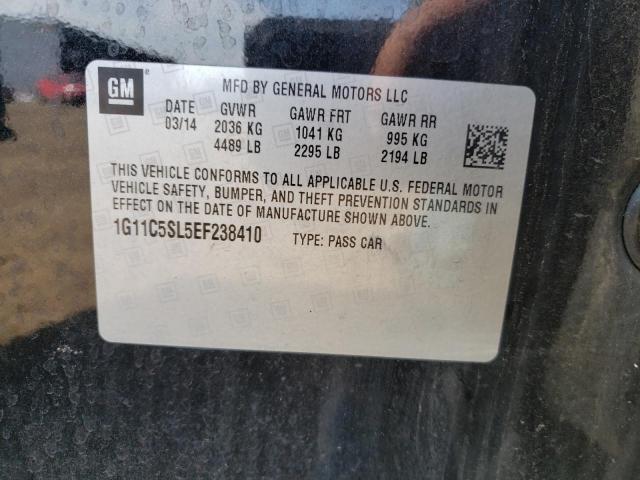 GM
MFD BY GENERAL MOTORS LLC
DATE GVWR GAWR FRT GAWR RR
03/14 2036 KG 1041 KG 995 KG
4489 LB 2295 LB 2194 LB
THIS VEHICLE CONFORMS TO ALL APPLICABLE U.S. FEDERAL MOTOR
VEHICLE SAFETY, BUMPER, AND THEFT PREVENTION STANDARDS IN
EFFECT ON THE DATE OF MANUFACTURE SHOWN ABOVE.
1G11C5SL5EF238410 TYPE: PASS CAR